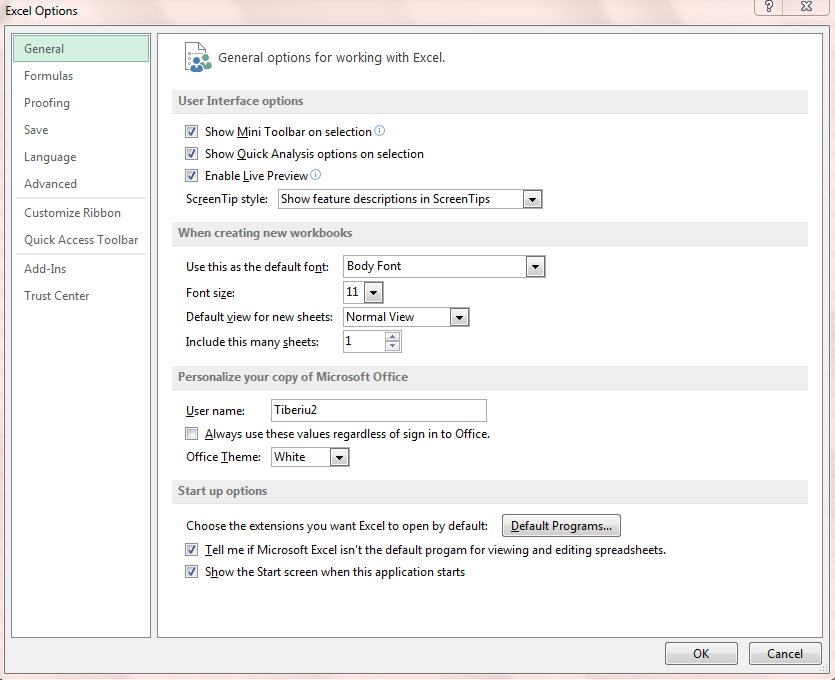 Excel Options
General
Formulas
Proofing
Save
Language
Advanced
Customize Ribbon
Quick Access Toolbar
Add-Ins
Trust Center
General options for working with Excel.
User Interface options
Show Mini Toolbar on selection
Show Quick Analysis options on selection
Enable Live Preview
ScreenTip style: Show feature descriptions in ScreenTips
When creating new workbooks
Use this as the default font: Body Font
Font size: 11
Default view for new sheets: Normal View
Include this many sheets: 1
Personalize your copy of Microsoft Office
User name: Tiberiu2
Always use these values regardless of sign in to Office.
Office Theme: White
Start up options
Choose the extensions you want Excel to open by default: Default Programs...
Tell me if Microsoft Excel isn't the default progam for viewing and editing spreadsheets.
Show the Start screen when this application starts
OK Cancel